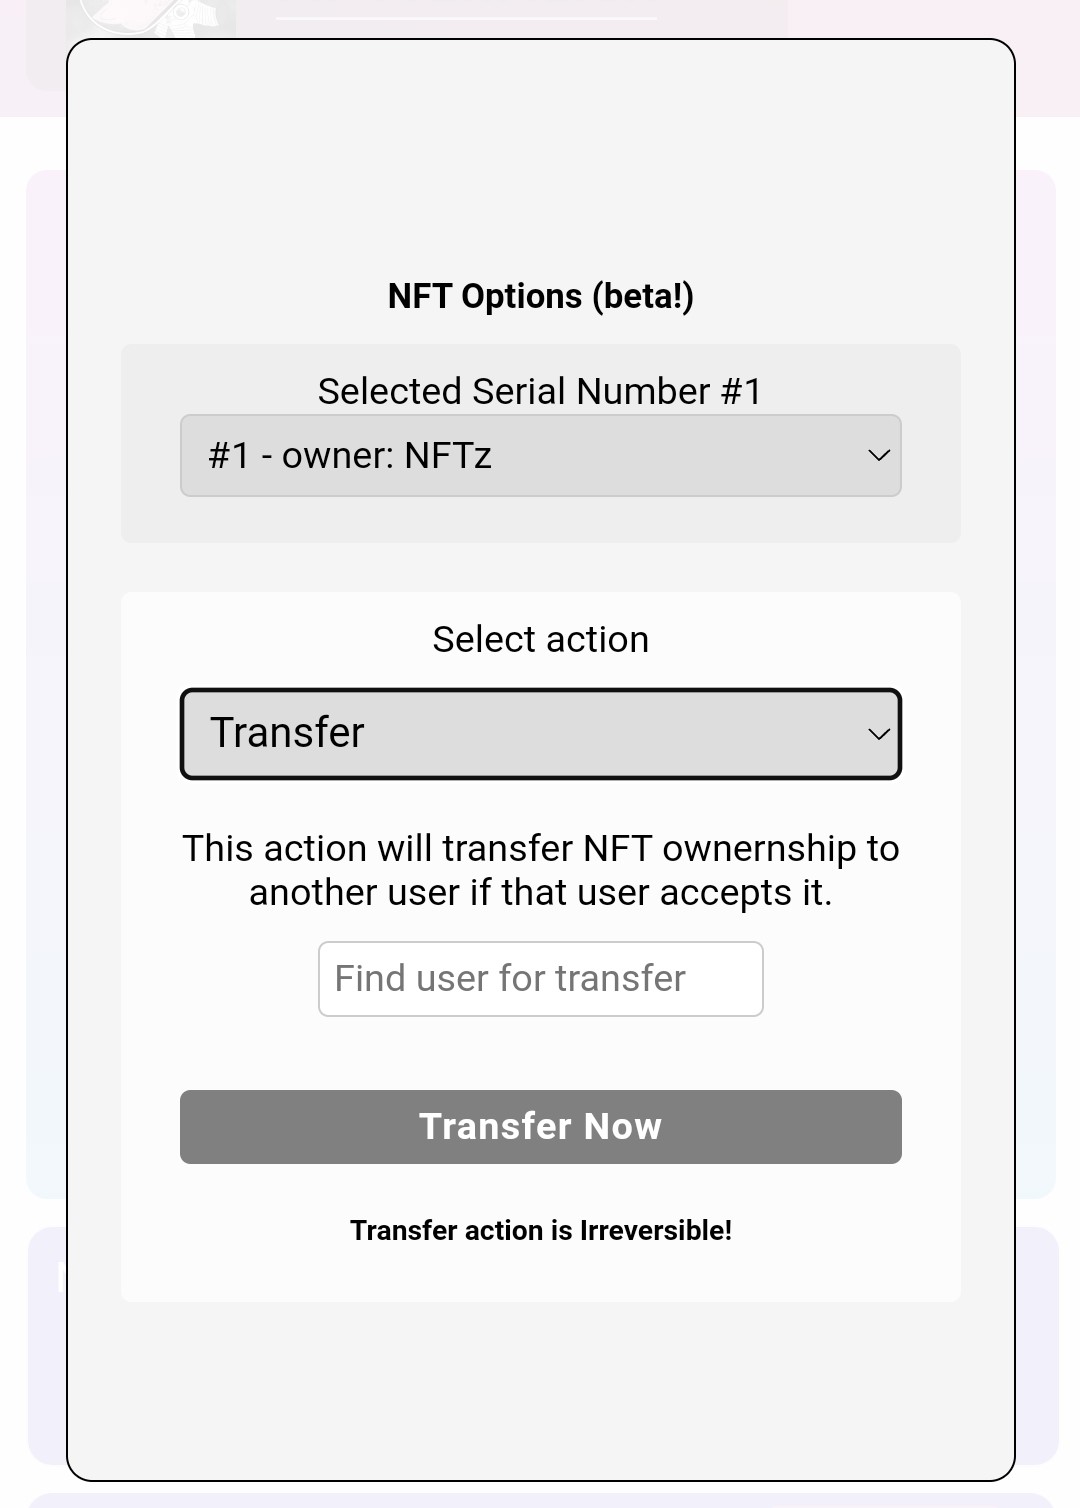 NFT Options (beta!)
Selected Serial Number #1
#1 - owner: NFTz
Select action
Transfer
This action will transfer NFT ownernship to
another user if that user accepts it.
Find user for transfer
Transfer Now
Transfer action is Irreversible!